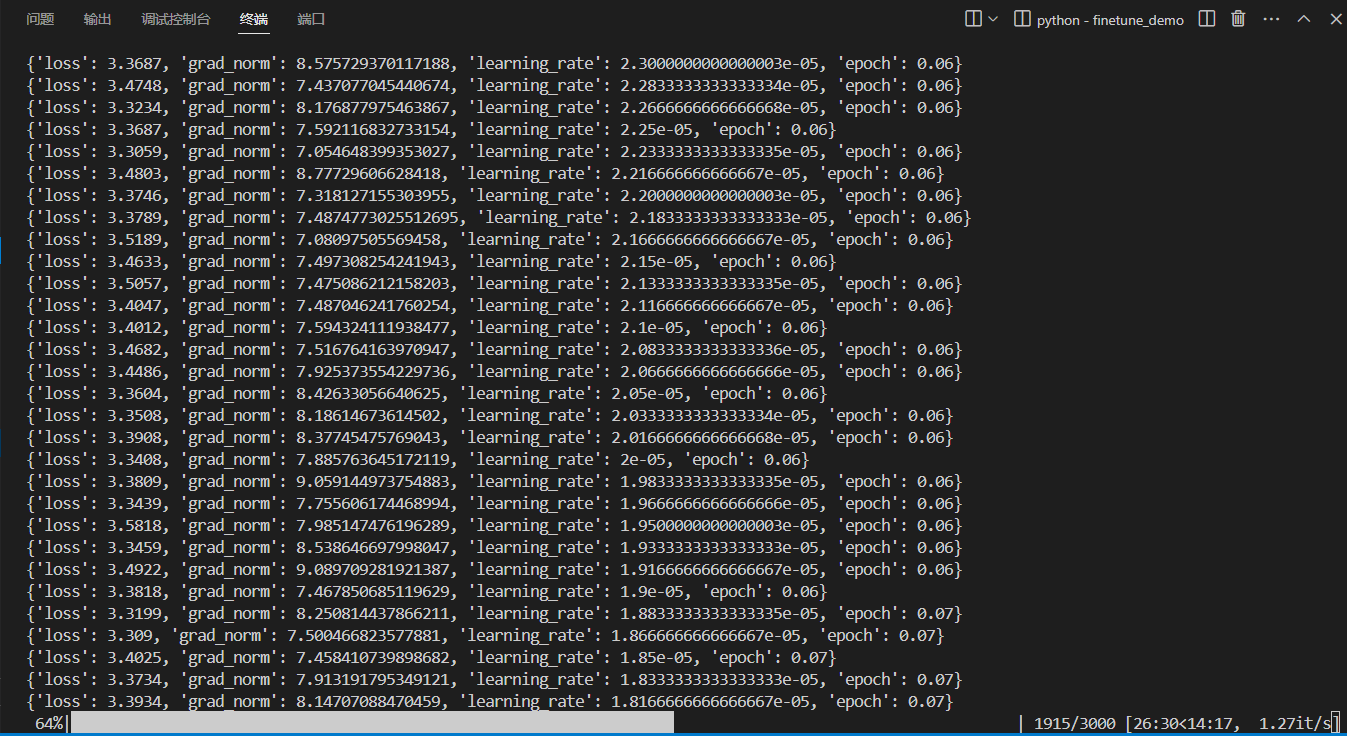 问题 输出 调试控制台 终端 端口 python - finetune_demo
{'loss': 3.3687, 'grad_norm': 8.575729370117188, 'learning_rate': 2.3000000000000003e-05, 'epoch': 0.06}
{'loss': 3.4748, 'grad_norm': 7.437077045440674, 'learning_rate': 2.2833333333333334e-05, 'epoch': 0.06}
{'loss': 3.3234, 'grad_norm': 8.176877975463867, 'learning_rate': 2.2666666666666668e-05, 'epoch': 0.06}
{'loss': 3.3687, 'grad_norm': 7.592116832733154, 'learning_rate': 2.25e-05, 'epoch': 0.06}
{'loss': 3.3059, 'grad_norm': 7.054648399353027, 'learning_rate': 2.2333333333333335e-05, 'epoch': 0.06}
{'loss': 3.4803, 'grad_norm': 8.77729606628418, 'learning_rate': 2.216666666666667e-05, 'epoch': 0.06}
{'loss': 3.3746, 'grad_norm': 7.318127155303955, 'learning_rate': 2.2000000000000003e-05, 'epoch': 0.06}
{'loss': 3.3789, 'grad_norm': 7.4874773025512695, 'learning_rate': 2.1833333333333333e-05, 'epoch': 0.06}
{'loss': 3.5189, 'grad_norm': 7.08097505569458, 'learning_rate': 2.1666666666666667e-05, 'epoch': 0.06}
{'loss': 3.4633, 'grad_norm': 7.497308254241943, 'learning_rate': 2.15e-05, 'epoch': 0.06}
{'loss': 3.5057, 'grad_norm': 7.475086212158203, 'learning_rate': 2.1333333333333335e-05, 'epoch': 0.06}
{'loss': 3.4047, 'grad_norm': 7.487046241760254, 'learning_rate': 2.116666666666667e-05, 'epoch': 0.06}
{'loss': 3.4012, 'grad_norm': 7.594324111938477, 'learning_rate': 2.1e-05, 'epoch': 0.06}
{'loss': 3.4682, 'grad_norm': 7.516764163970947, 'learning_rate': 2.0833333333333336e-05, 'epoch': 0.06}
{'loss': 3.4486, 'grad_norm': 7.925373554229736, 'learning_rate': 2.0666666666666666e-05, 'epoch': 0.06}
{'loss': 3.3604, 'grad_norm': 8.42633056640625, 'learning_rate': 2.05e-05, 'epoch': 0.06}
{'loss': 3.3508, 'grad_norm': 8.18614673614502, 'learning_rate': 2.0333333333333334e-05, 'epoch': 0.06}
{'loss': 3.3908, 'grad_norm': 8.37745475769043, 'learning_rate': 2.0166666666666668e-05, 'epoch': 0.06}
{'loss': 3.3408, 'grad_norm': 7.885763645172119, 'learning_rate': 2e-05, 'epoch': 0.06}
{'loss': 3.3809, 'grad_norm': 9.059144973754883, 'learning_rate': 1.9833333333333335e-05, 'epoch': 0.06}
{'loss': 3.3439, 'grad_norm': 7.755606174468994, 'learning_rate': 1.9666666666666666e-05, 'epoch': 0.06}
{'loss': 3.5818, 'grad_norm': 7.985147476196289, 'learning_rate': 1.9500000000000003e-05, 'epoch': 0.06}
{'loss': 3.3459, 'grad_norm': 8.538646697998047, 'learning_rate': 1.9333333333333333e-05, 'epoch': 0.06}
{'loss': 3.4922, 'grad_norm': 9.089709281921387, 'learning_rate': 1.9166666666666667e-05, 'epoch': 0.06}
{'loss': 3.3818, 'grad_norm': 7.467850685119629, 'learning_rate': 1.9e-05, 'epoch': 0.06}
{'loss': 3.3199, 'grad_norm': 8.250814437866211, 'learning_rate': 1.8833333333333335e-05, 'epoch': 0.07}
{'loss': 3.309, 'grad_norm': 7.500466823577881, 'learning_rate': 1.866666666666667e-05, 'epoch': 0.07}
{'loss': 3.4025, 'grad_norm': 7.458410739898682, 'learning_rate': 1.85e-05, 'epoch': 0.07}
{'loss': 3.3734, 'grad_norm': 7.913191795349121, 'learning_rate': 1.8333333333333333e-05, 'epoch': 0.07}
{'loss': 3.3934, 'grad_norm': 8.14707088470459, 'learning_rate': 1.8166666666666667e-05, 'epoch': 0.07}
64%| | 1915/3000 [26:30<14:17, 1.27it/s]